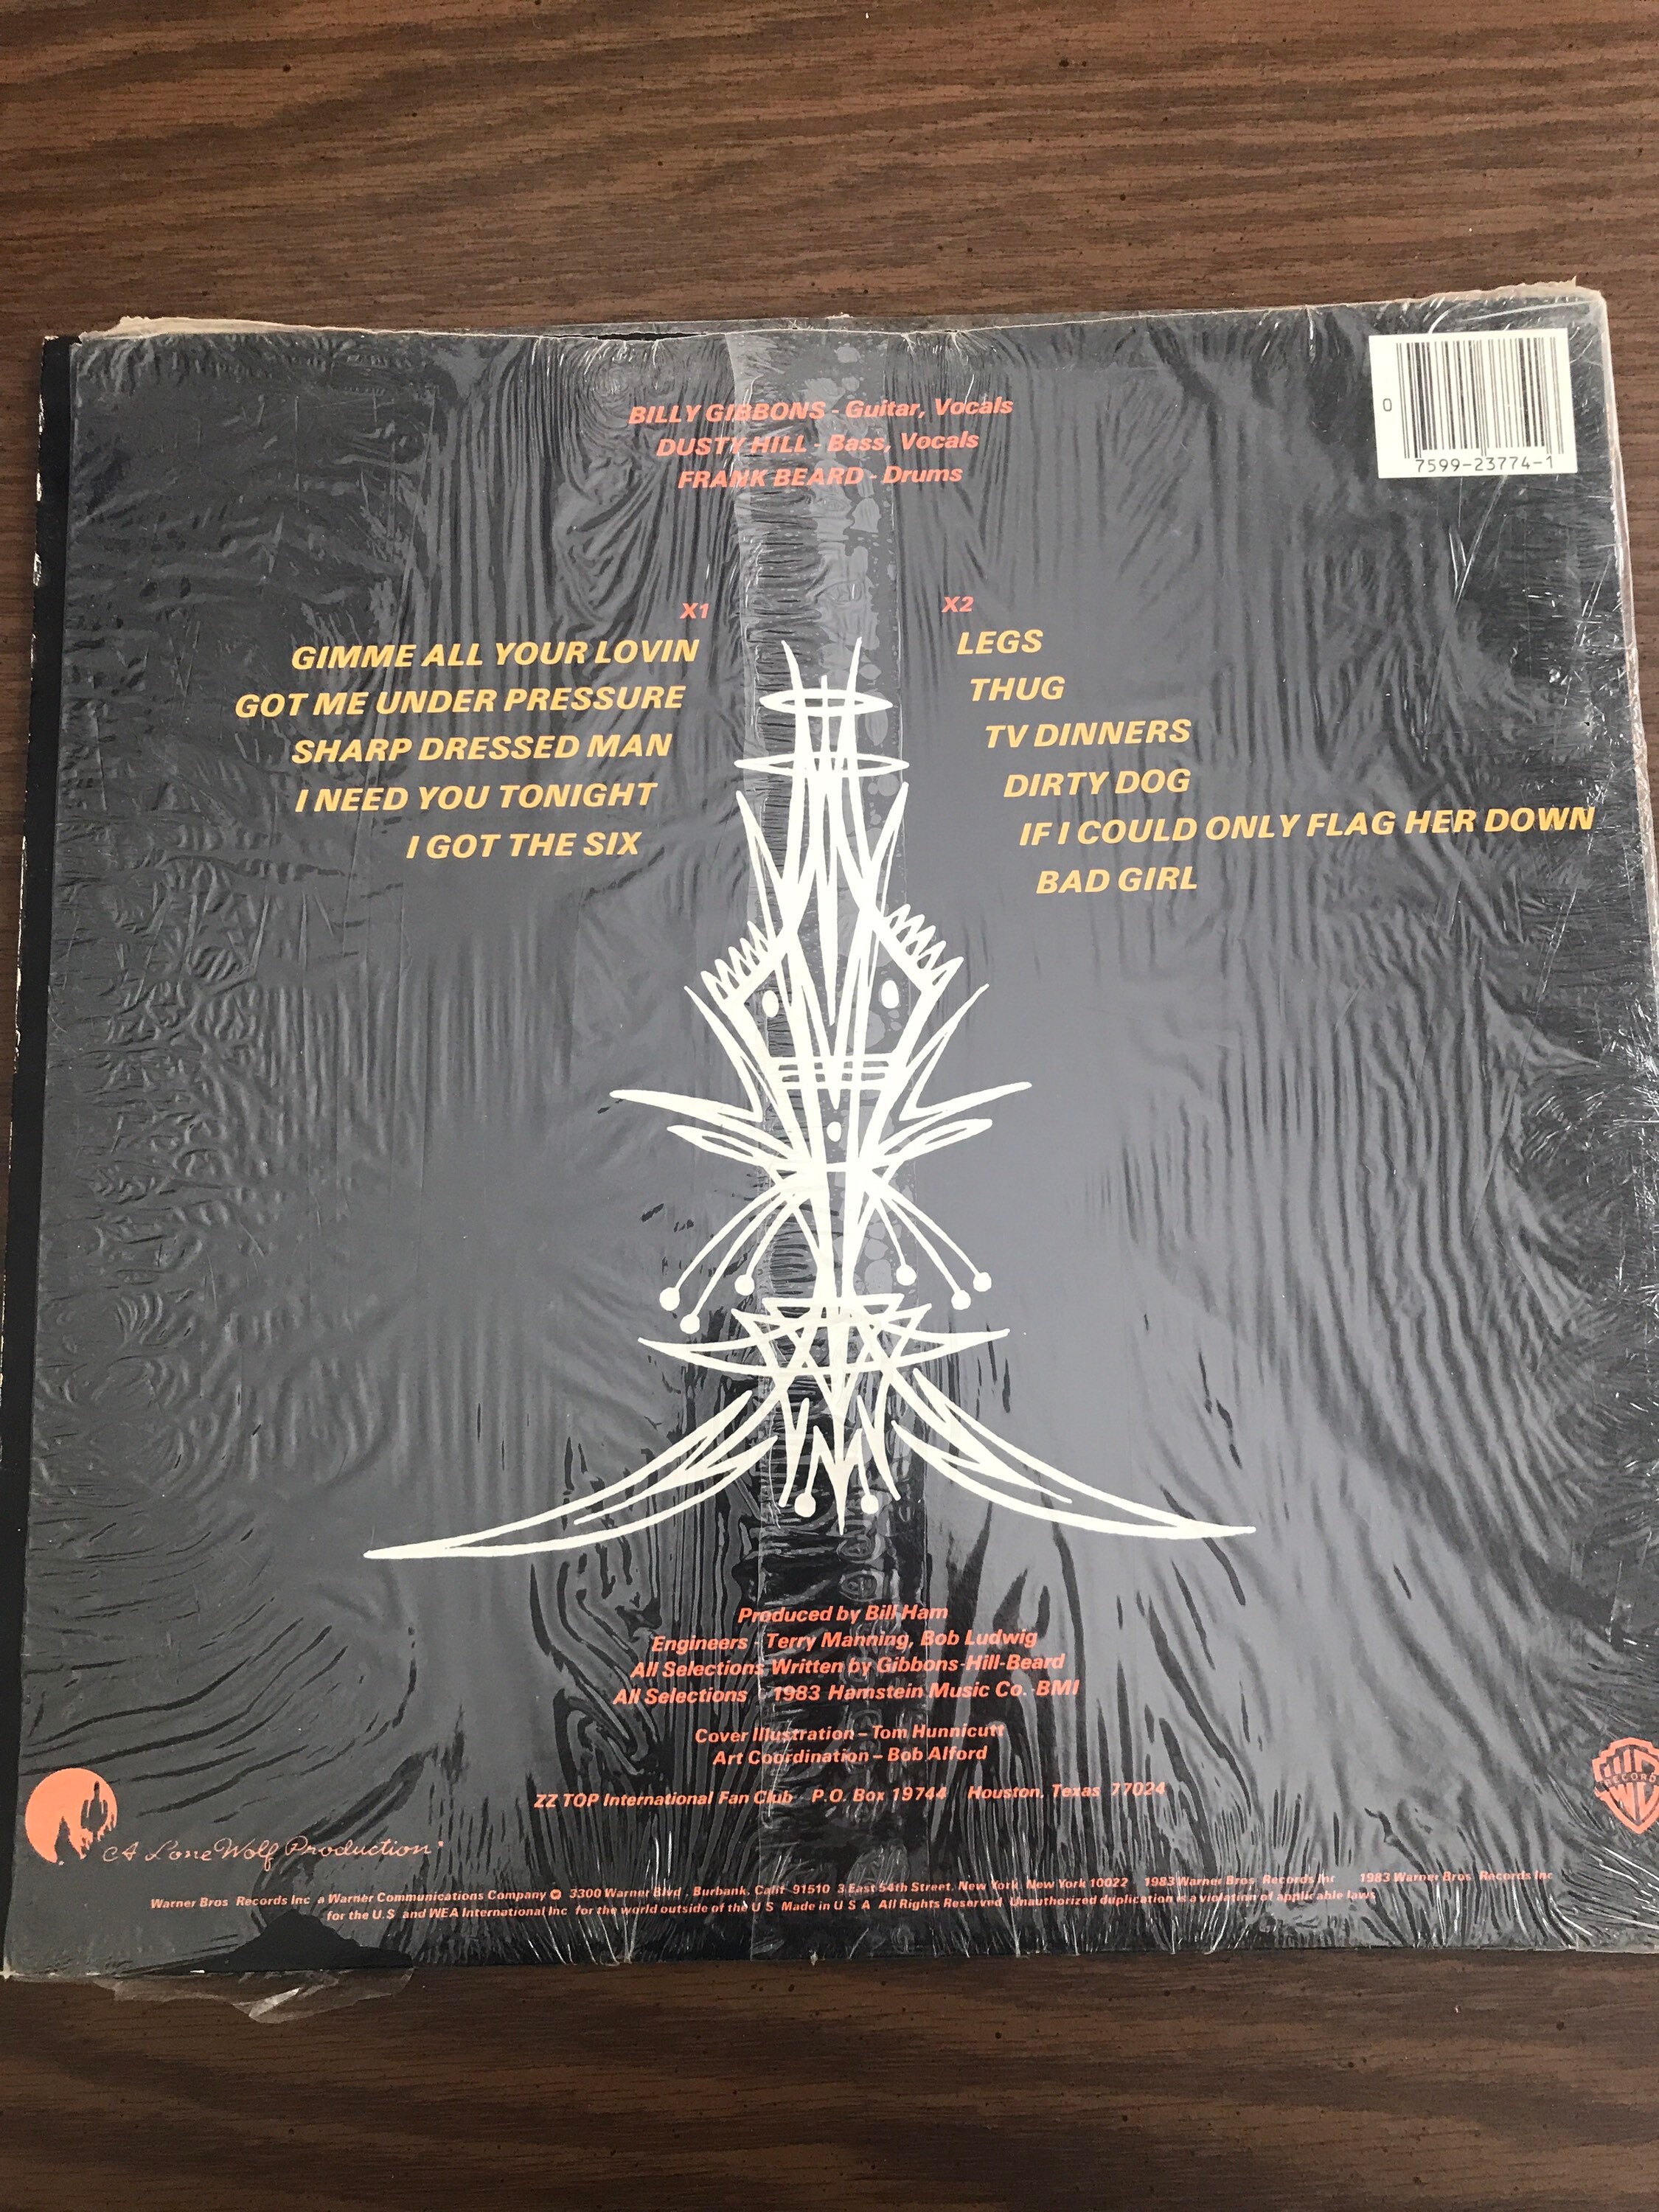 0
7599-23774-1
BILLY GIBBONS - Guitar, Vocals
DUSTY HILL - Bass, Vocals
FRANK BEARD - Drums
X1
GIMME ALL YOUR LOVIN
GOT ME UNDER PRESSURE
SHARP DRESSED MAN
I NEED YOU TONIGHT
I GOT THE SIX
X2
LEGS
THUG
TV DINNERS
DIRTY DOG
IF I COULD ONLY FLAG HER DOWN
BAD GIRL
Produced by Bill Ham
Engineers - Terry Manning, Bob Ludwig
All Selections Written by Gibbons-Hill-Beard
All Selections 1983 Hamstein Music Co. BMI
Cover Illustration – Tom Hunnicutt
Art Coordination – Bob Alford
ZZ TOP International Fan Club - P.O. Box 19744 Houston, Texas 77024
A Lone Wolf Production
RECORDS
Warner Bros Records Inc a Warner Communications Company 3300 Warner Blvd. Burbank, Calif 91510 3 East 54th Street, New York, New York 10022 1983 Warner Bros Records Inc 1983 Warner Bros Records Inc
for the U.S and WEA International Inc for the world outside of the U S Made in U S A All Rights Reserved Unauthorized duplication is a violation of applicable laws